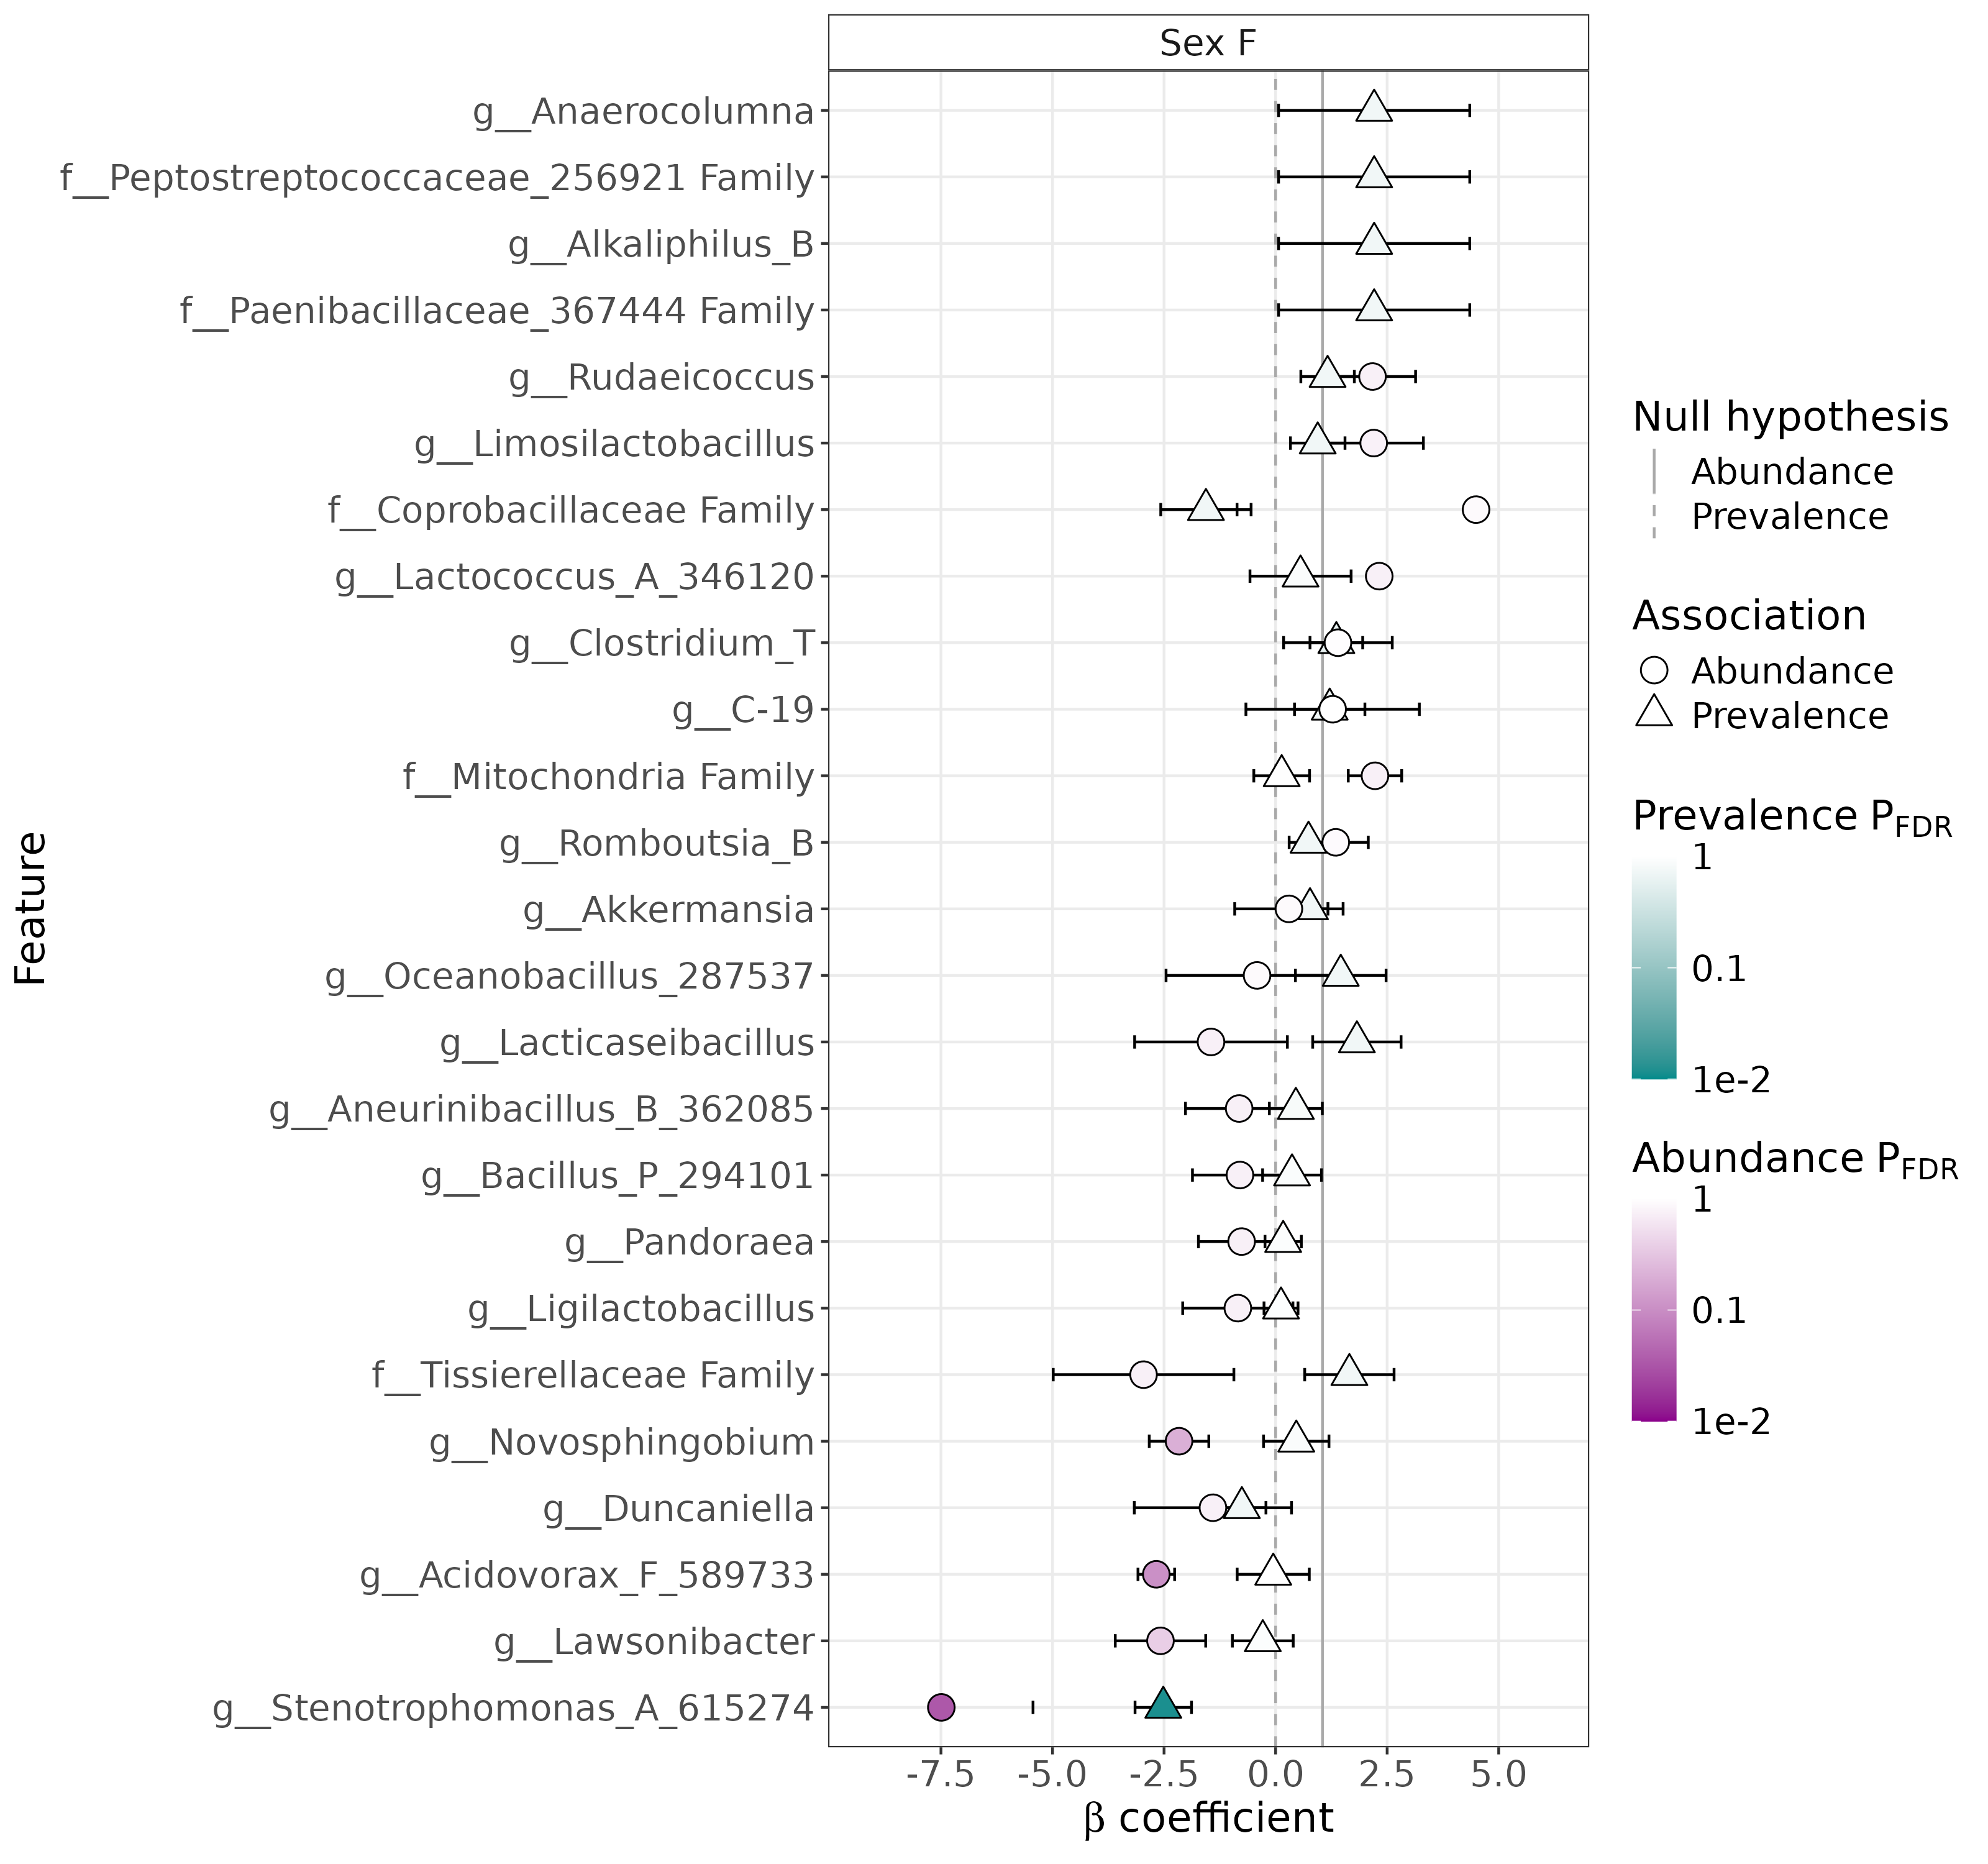 Sex F
g__Anaerocolumna
f__Peptostreptococcaceae_256921 Family
g__Alkaliphilus_B
f__Paenibacillaceae_367444 Family
g__Rudaeicoccus
g__Limosilactobacillus
f__Coprobacillaceae Family
g__Lactococcus_A_346120
g__Clostridium_T
g__C-19
f__Mitochondria Family
g__Romboutsia_B
g__Akkermansia
g__Oceanobacillus_287537
g__Lacticaseibacillus
g__Aneurinibacillus_B_362085
g__Bacillus_P_294101
g__Pandoraea
g__Ligilactobacillus
f__Tissierellaceae Family
g__Novosphingobium
g__Duncaniella
g__Acidovorax_F_589733
g__Lawsonibacter
g__Stenotrophomonas_A_615274
Feature
-7.5 -5.0 -2.5 0.0 2.5 5.0
β coefficient
Null hypothesis
Abundance
Prevalence
Association
Abundance
Prevalence
Prevalence PFDR
1
0.1
1e-2
Abundance PFDR
1
0.1
1e-2